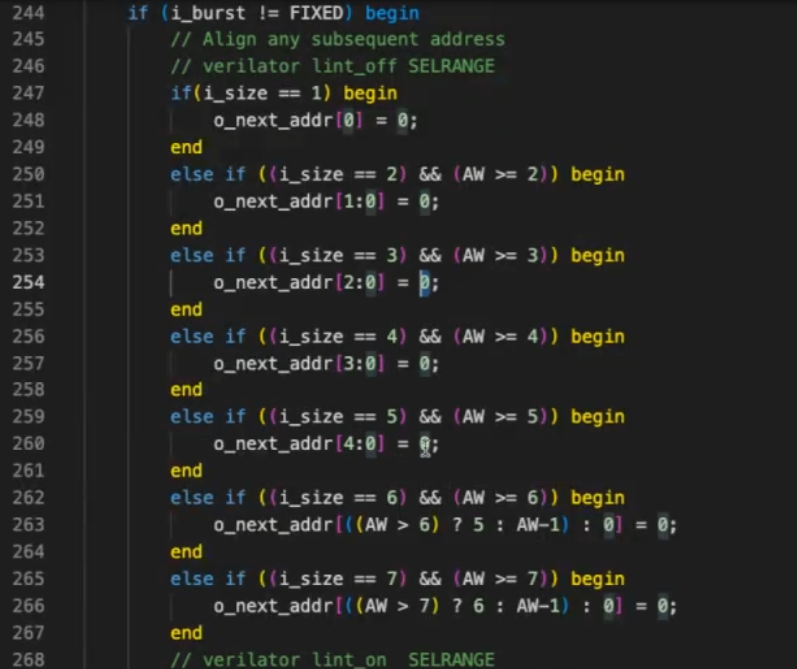 244 if (i_burst != FIXED) begin
245 // Align any subsequent address
246 // verilator lint_off SELRANGE
247 if(i_size == 1) begin
248 o_next_addr[0] = 0;
249 end
250 else if ((i_size == 2) && (AW >= 2)) begin
251 o_next_addr[1:0] = 0;
252 end
253 else if ((i_size == 3) && (AW >= 3)) begin
254 o_next_addr[2:0] = 0;
255 end
256 else if ((i_size == 4) && (AW >= 4)) begin
257 o_next_addr[3:0] = 0;
258 end
259 else if ((i_size == 5) && (AW >= 5)) begin
260 o_next_addr[4:0] = 0;
261 end
262 else if ((i_size == 6) && (AW >= 6)) begin
263 o_next_addr[((AW > 6) ? 5 : AW-1) : 0] = 0;
264 end
265 else if ((i_size == 7) && (AW >= 7)) begin
266 o_next_addr[((AW > 7) ? 6 : AW-1) : 0] = 0;
267 end
268 // verilator lint_on SELRANGE